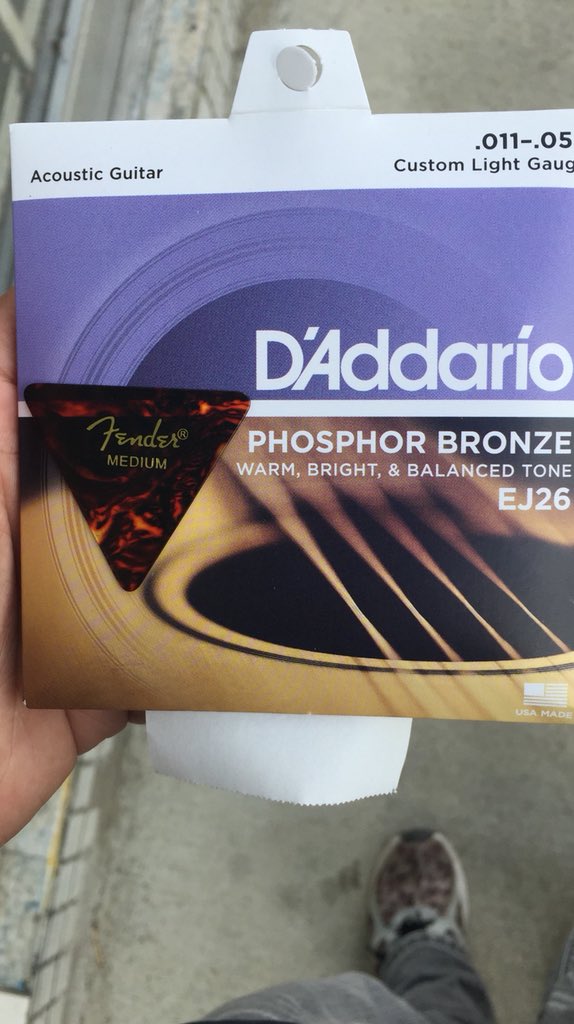 .011-.05
Acoustic Guitar
Custom Light Gaug
D'Addario
Fender®
MEDIUM
PHOSPHOR BRONZE
WARM, BRIGHT, & BALANCED TONE
EJ26
USA MADE